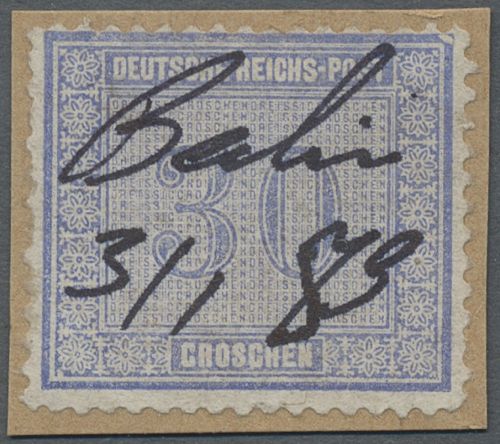 DEUTSCHE REICHS-POST
Berlin
30
3/1 83
GROSCHEN